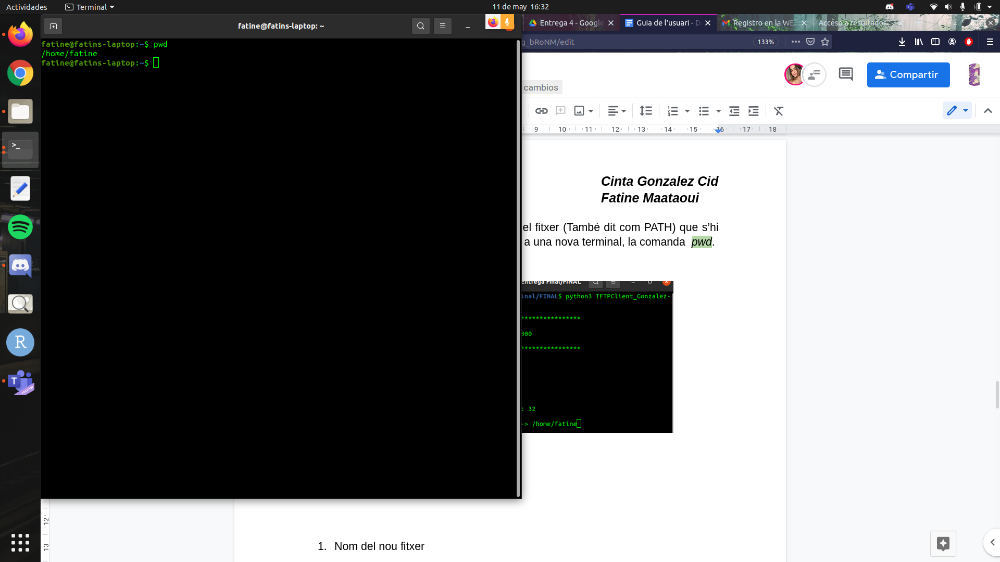 Actividades
Terminal
11 de may 16:32
fatine@fatins-laptop: ~
Entrega 4 - Google
Guia de l'usuari - D
Registro en la WE
Acceso a resultados
g_bRoNM/edit
133%
fatine@fatins-laptop:~$ pwd
/home/fatine
fatine@fatins-laptop:~$
cambios
Compartir
9 10 11 12 13 14 15 16 17 18
Cinta Gonzalez Cid
Fatine Maataoui
el fitxer (També dit com PATH) que s'hi
a una nova terminal, la comanda pwd.
Entrega Final/FINAL
inal/FINAL$ python3 TFTPClient_Gonzalez-
****************
000
****************
: 32
-> /home/fatine
R
T
PREVIEW
12
13
1. Nom del nou fitxer